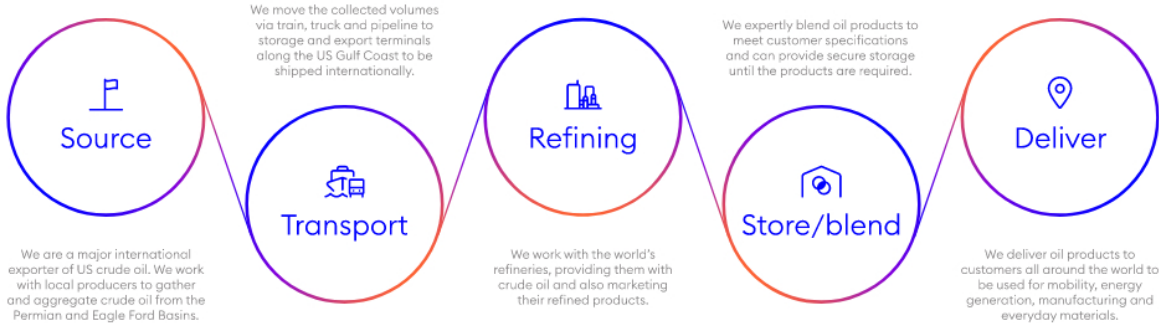 Source
We are a major international
exporter of US crude oil. We work
with local producers to gather
and aggregate crude oil from the
Permian and Eagle Ford Basins.
We move the collected volumes
via train, truck and pipeline to
storage and export terminals
along the US Gulf Coast to be
shipped internationally.
Transport
Refining
We work with the world's
refineries, providing them with
crude oil and also marketing
their refined products.
We expertly blend oil products to
meet customer specifications
and can provide secure storage
until the products are required.
Store/blend
Deliver
We deliver oil products to
customers all around the world to
be used for mobility, energy
generation, manufacturing and
everyday materials.